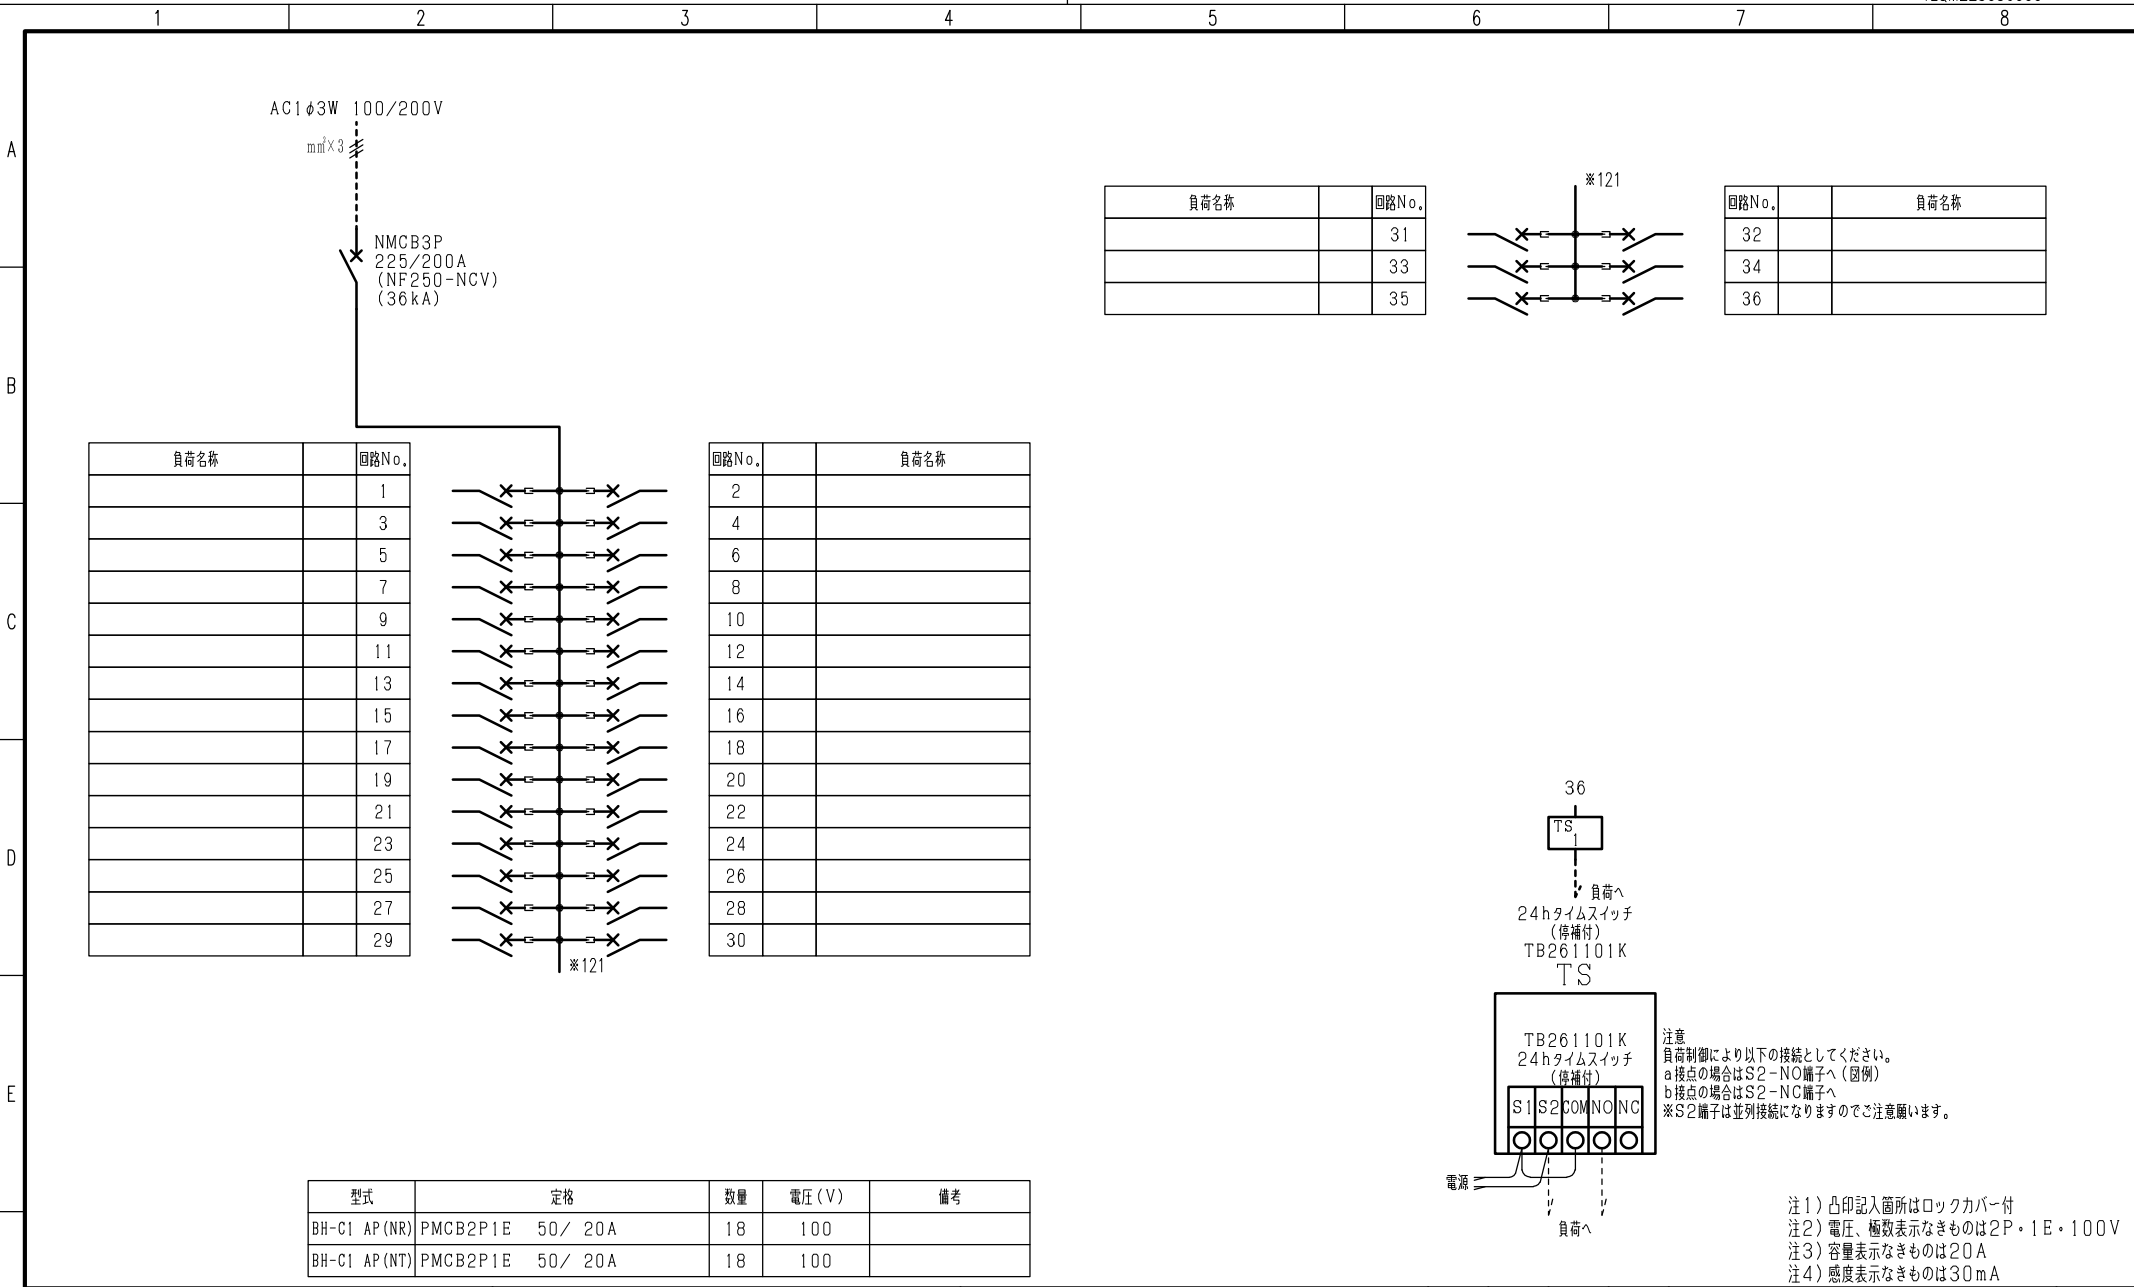 1 2 3 4 5 6 7 8
A
B
C
D
E
AC1φ3W 100/200V
mm²×3
NMCB3P
225/200A
(NF250-NCV)
(36kA)
負荷名称 回路No.
1
3
5
7
9
11
13
15
17
19
21
23
25
27
29
回路No. 負荷名称
2
4
6
8
10
12
14
16
18
20
22
24
26
28
30
※121
※121
負荷名称 回路No.
31
33
35
回路No. 負荷名称
32
34
36
36
TS
1
負荷へ
24hタイムスイッチ
(停補付)
TB261101K
TS
TB261101K
24hタイムスイッチ
(停補付)
S1 S2 COM NO NC
電源
負荷へ
注意
負荷制御により以下の接続としてください。
a接点の場合はS2-NO端子へ(図例)
b接点の場合はS2-NC端子へ
※S2端子は並列接続になりますのでご注意願います。
型式 定格 数量 電圧(V) 備考
BH-C1 AP(NR) PMCB2P1E 50/ 20A 18 100
BH-C1 AP(NT) PMCB2P1E 50/ 20A 18 100
注1)凸印記入箇所はロックカバー付
注2)電圧、極数表示なきものは2P・1E・100V
注3)容量表示なきものは20A
注4)感度表示なきものは30mA